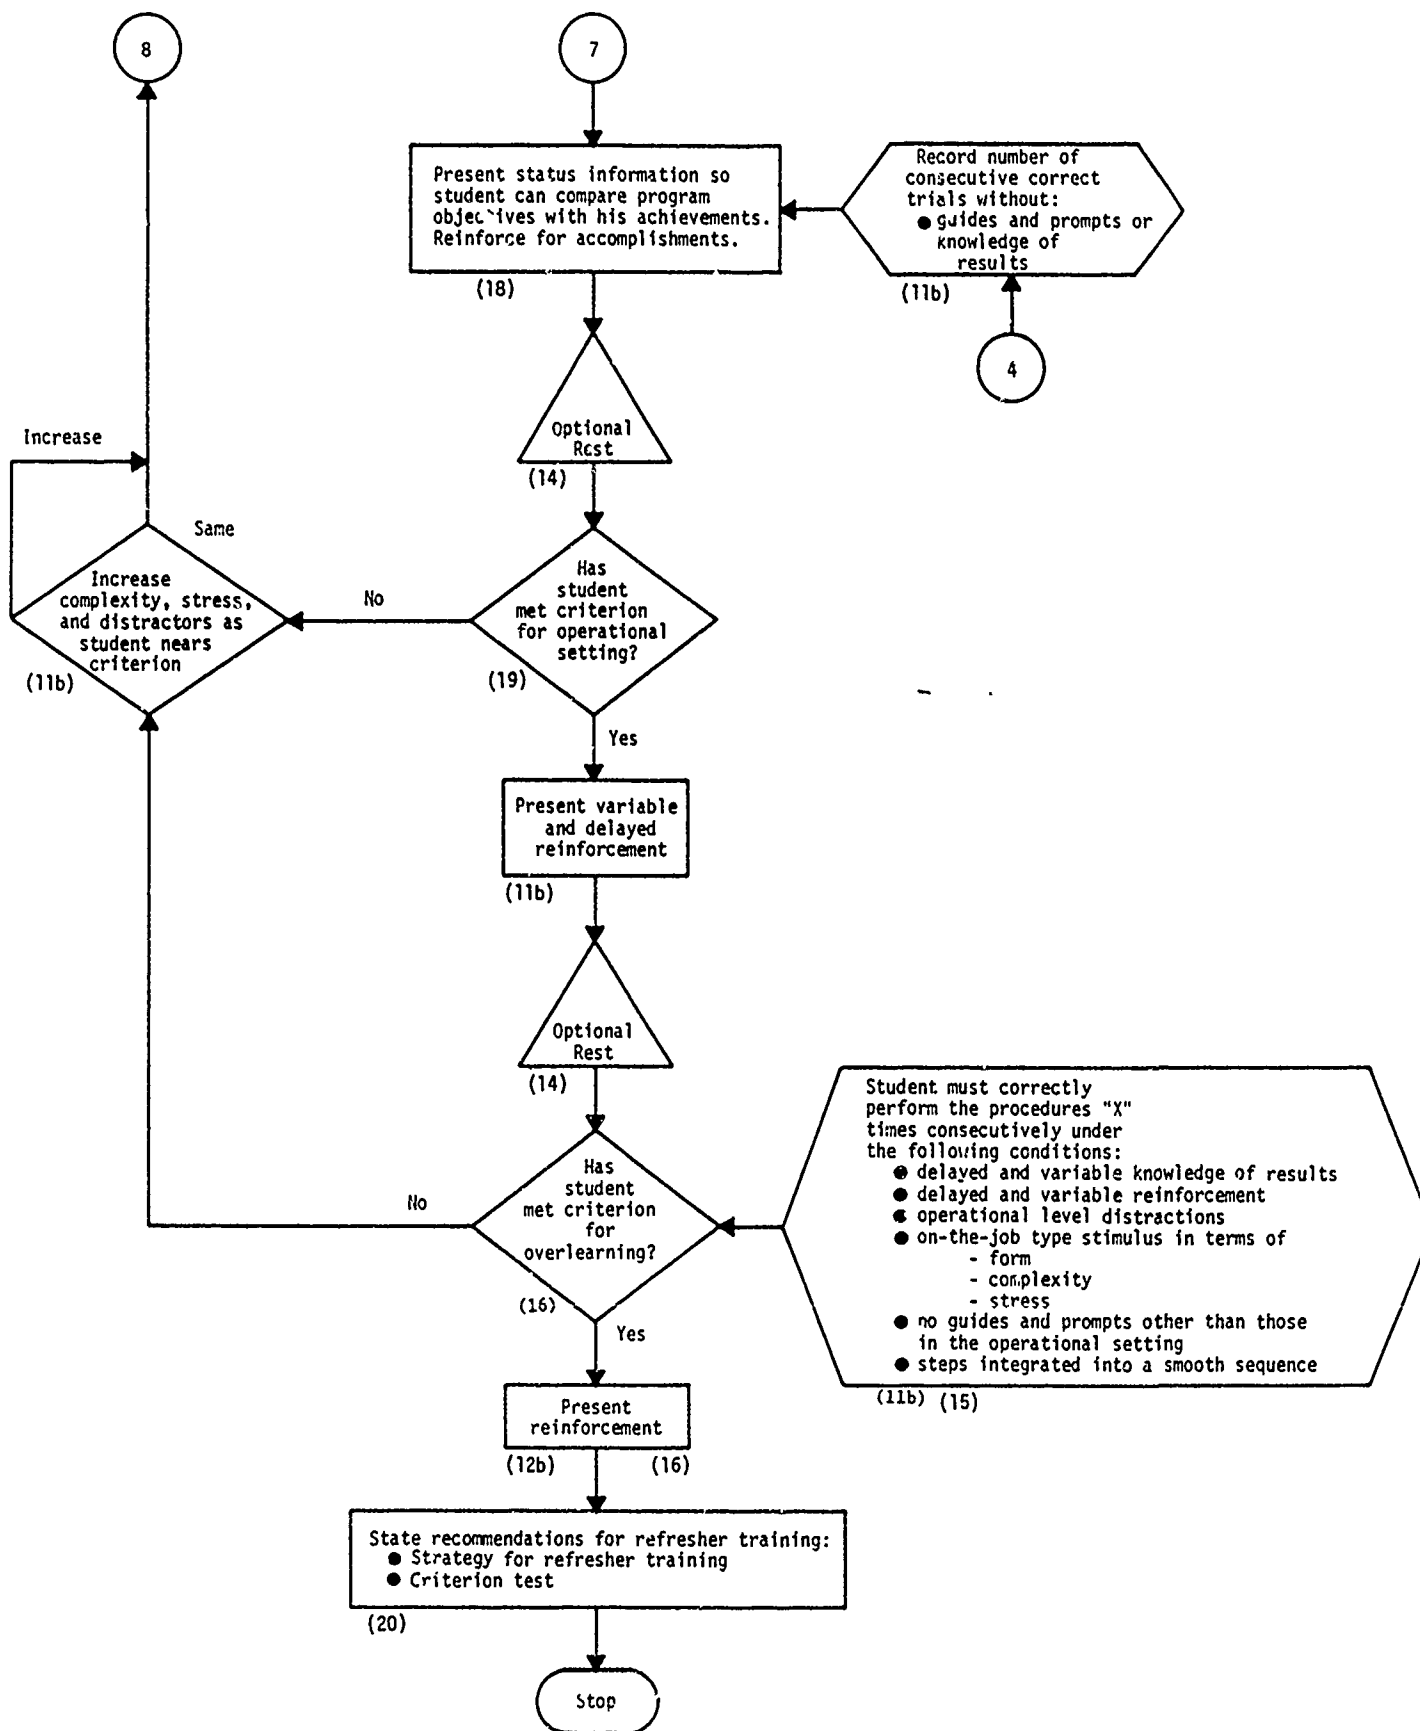 8
7
Present status information so
student can compare program
objectives with his achievements.
Reinforce for accomplishments.
(18)
Record number of
consecutive correct
trials without:
● guides and prompts or
knowledge of
results
(11b)
4
Optional
Rest
(14)
Increase
Same
Increase
complexity, stress,
and distractors as
student nears
criterion
(11b)
No
Has
student
met criterion
for operational
setting?
(19)
Yes
Present variable
and delayed
reinforcement
(11b)
Optional
Rest
(14)
No
Has
student
met criterion
for
overlearning?
(16)
Student must correctly
perform the procedures "X"
times consecutively under
the following conditions:
● delayed and variable knowledge of results
● delayed and variable reinforcement
● operational level distractions
● on-the-job type stimulus in terms of
- form
- complexity
- stress
● no guides and prompts other than those
in the operational setting
● steps integrated into a smooth sequence
(11b) (15)
Yes
Present
reinforcement
(12b) (16)
State recommendations for refresher training:
● Strategy for refresher training
● Criterion test
(20)
Stop